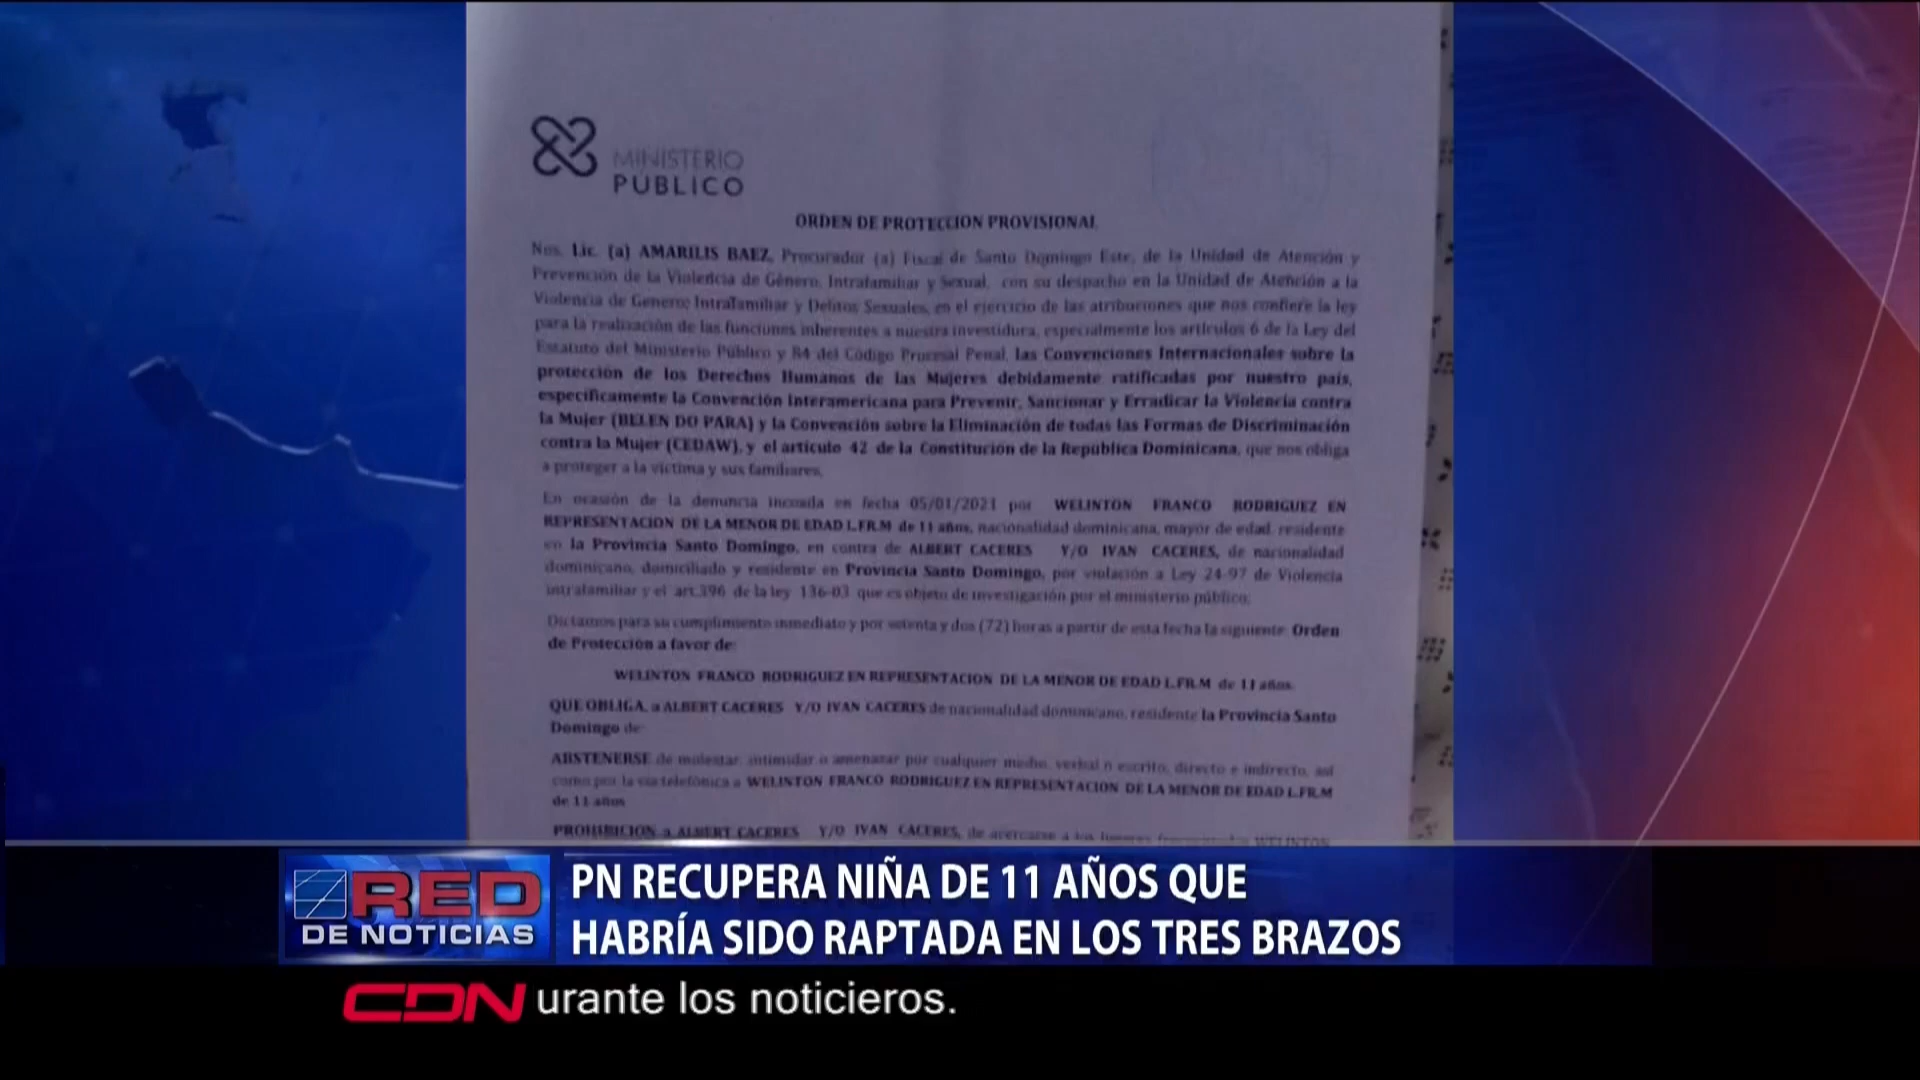 MINISTERIO
PÚBLICO
ORDEN DE PROTECCION PROVISIONAL
Nos. Lic. (a) AMARILIS BAEZ, Procurador (a) Fiscal de Santo Domingo Este, de la Unidad de Atención y
Prevención de la Violencia de Género, Intrafamiliar y Sexual, con su despacho en la Unidad de Atención a la
Violencia de Genero; Intrafamiliar y Delitos Sexuales, en el ejercicio de las atribuciones que nos confiere la ley
para la realización de las funciones inherentes a nuestra investidura, especialmente los artículos 6 de la Ley del
Estatuto del Ministerio Público y 84 del Código Procesal Penal, las Convenciones Internacionales sobre la
protección de los Derechos Humanos de las Mujeres debidamente ratificadas por nuestro país,
específicamente la Convención Interamericana para Prevenir, Sancionar y Erradicar la Violencia contra
la Mujer (BELEN DO PARA) y la Convención sobre la Eliminación de todas las Formas de Discriminación
contra la Mujer (CEDAW), y el artículo 42 de la Constitución de la República Dominicana, que nos obliga
a proteger a la víctima y sus familiares,
En ocasión de la denuncia incoada en fecha 05/01/2021 por WELINTON FRANCO RODRIGUEZ EN
REPRESENTACION DE LA MENOR DE EDAD L.FR.M de 11 años, nacionalidad dominicana, mayor de edad, residente
en la Provincia Santo Domingo, en contra de ALBERT CACERES Y/O IVAN CACERES, de nacionalidad
dominicano, domiciliado y residente en Provincia Santo Domingo, por violación a Ley 24-97 de Violencia
intrafamiliar y el art.396 de la ley 136-03 que es objeto de investigación por el ministerio público;
Dictamos para su cumplimiento inmediato y por setenta y dos (72) horas a partir de esta fecha la siguiente: Orden
de Protección a favor de:
WELINTON FRANCO RODRIGUEZ EN REPRESENTACION DE LA MENOR DE EDAD L.FR.M de 11 años.
QUE OBLIGA, a ALBERT CACERES Y/O IVAN CACERES de nacionalidad dominicano, residente la Provincia Santo
Domingo de:
ABSTENERSE de molestar, intimidar o amenazar por cualquier medio, verbal o escrito, directo e indirecto, así
como por la vía telefónica a WELINTON FRANCO RODRIGUEZ EN REPRESENTACION DE LA MENOR DE EDAD L.FR.M
de 11 años
PROHIBICION a ALBERT CACERES Y/O IVAN CACERES, de acercarse a los lugares WELINTON
RED
DE NOTICIAS
PN RECUPERA NIÑA DE 11 AÑOS QUE
HABRÍA SIDO RAPTADA EN LOS TRES BRAZOS
CDN urante los noticieros.